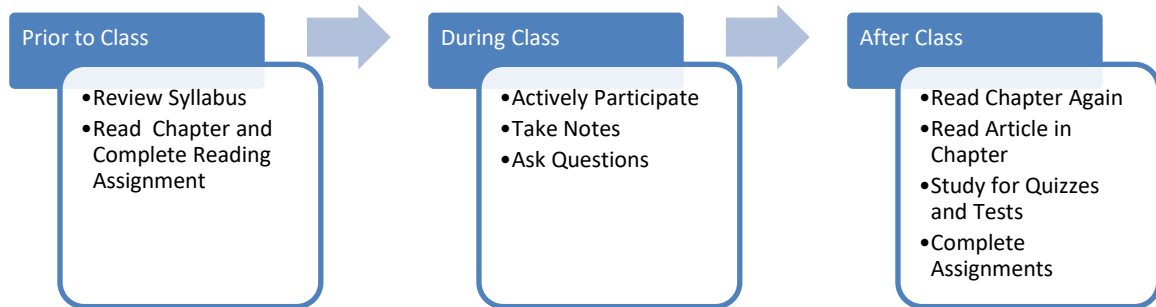 Prior to Class
•Review Syllabus
•Read  Chapter and
Complete Reading
Assignment
During Class
•Actively Participate
•Take Notes
•Ask Questions
After Class
•Read Chapter Again
•Read Article in
Chapter
•Study for Quizzes
and Tests
•Complete
Assignments